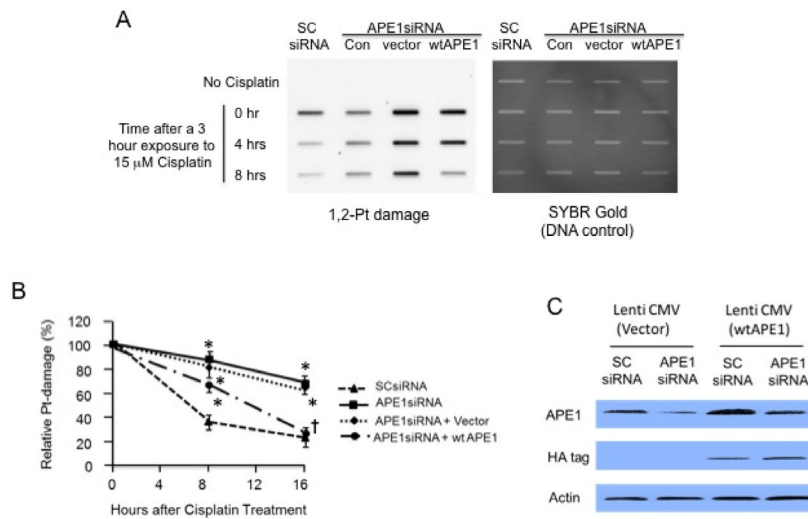 A
SC siRNA
APE1siRNA
Con vector wtAPE1
SC siRNA
APE1siRNA
Con vector wtAPE1
No Cisplatin
Time after a 3
hour exposure to
15 μM Cisplatin
0 hr
4 hrs
8 hrs
1,2-Pt damage
SYBR Gold
(DNA control)
B
Relative Pt-damage (%)
120
100
80
60
40
20
0
0 8 16
Hours after Cisplatin Treatment
* * * * * †
SCsiRNA
APE1siRNA
APE1siRNA + Vector
APE1siRNA + wtAPE1
C
Lenti CMV
(Vector)
Lenti CMV
(wtAPE1)
SC siRNA
APE1 siRNA
SC siRNA
APE1 siRNA
APE1
HA tag
Actin